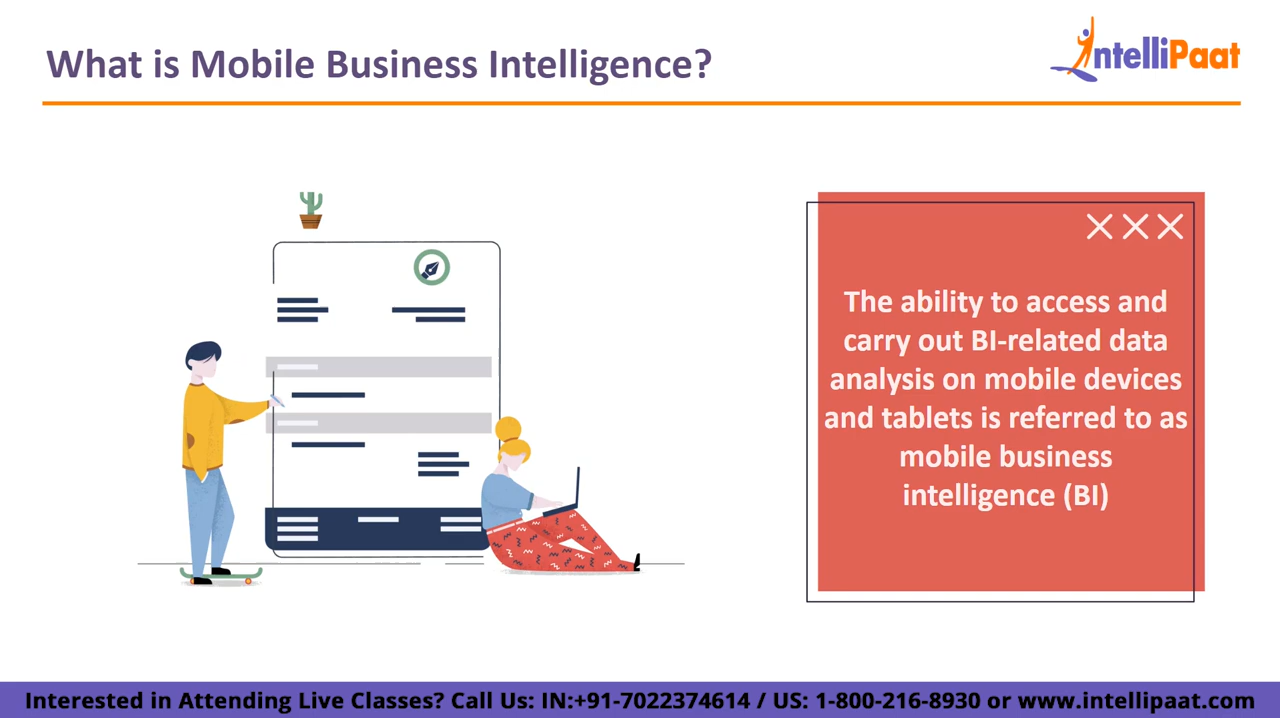 What is Mobile Business Intelligence?
IntelliPaat
The ability to access and
carry out BI-related data
analysis on mobile devices
and tablets is referred to as
mobile business
intelligence (BI)
Interested in Attending Live Classes? Call Us: IN:+91-7022374614 / US: 1-800-216-8930 or www.intellipaat.com